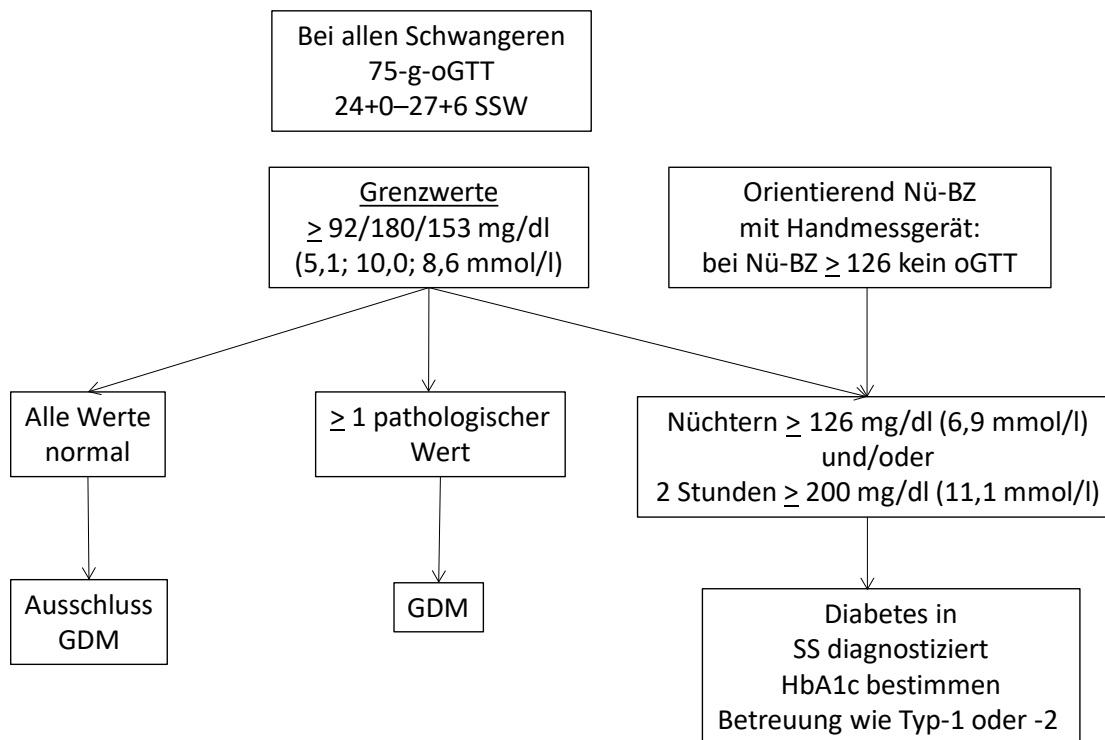 Bei allen Schwangeren
75-g-oGTT
24+0–27+6 SSW
Grenzwerte
≥ 92/180/153 mg/dl
(5,1; 10,0; 8,6 mmol/l)
Orientierend Nü-BZ
mit Handmessgerät:
bei Nü-BZ ≥ 126 kein oGTT
Alle Werte
normal
≥ 1 pathologischer
Wert
Nüchtern ≥ 126 mg/dl (6,9 mmol/l)
und/oder
2 Stunden ≥ 200 mg/dl (11,1 mmol/l)
Ausschluss
GDM
GDM
Diabetes in
SS diagnostiziert
HbA1c bestimmen
Betreuung wie Typ-1 oder -2